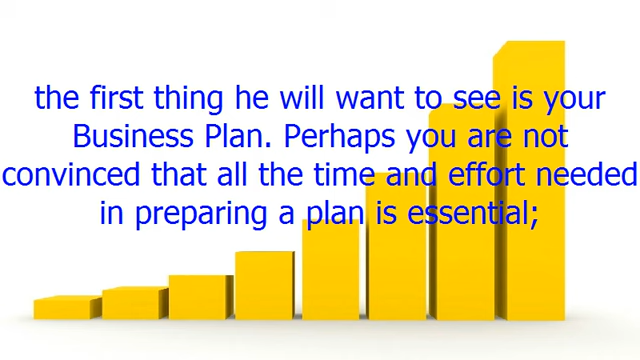 the first thing he will want to see is your
Business Plan. Perhaps you are not
convinced that all the time and effort needed
in preparing a plan is essential;